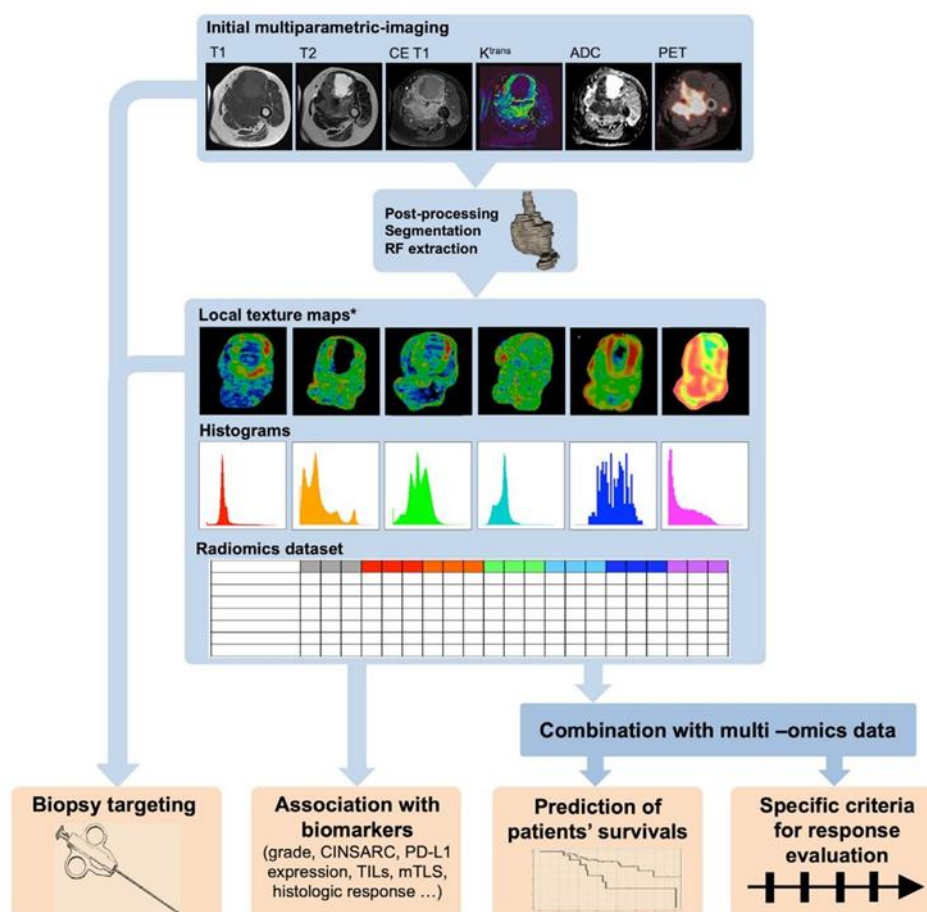 Initial multiparametric-imaging
T1 T2 CE T1 Ktrans ADC PET
Post-processing
Segmentation
RF extraction
Local texture maps*
Histograms
Radiomics dataset
Combination with multi –omics data
Biopsy targeting
Association with
biomarkers
(grade, CINSARC, PD-L1
expression, TILs, mTLS,
histologic response ...)
Prediction of
patients' survivals
Specific criteria
for response
evaluation